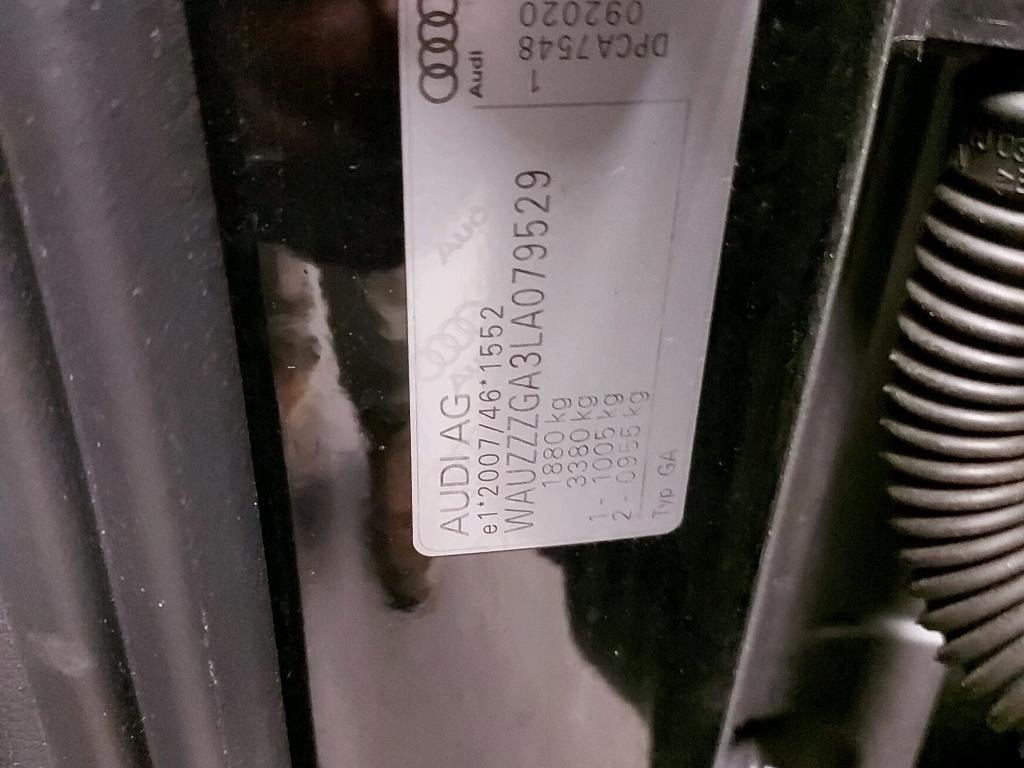 AUDI AG
e1*2007/46*1552
WAUZZZGA3LA079529
1880 kg
3380 kg
1 - 1005 kg
2 - 0955 kg
Typ GA
Audi
1
DPCA7548
092020